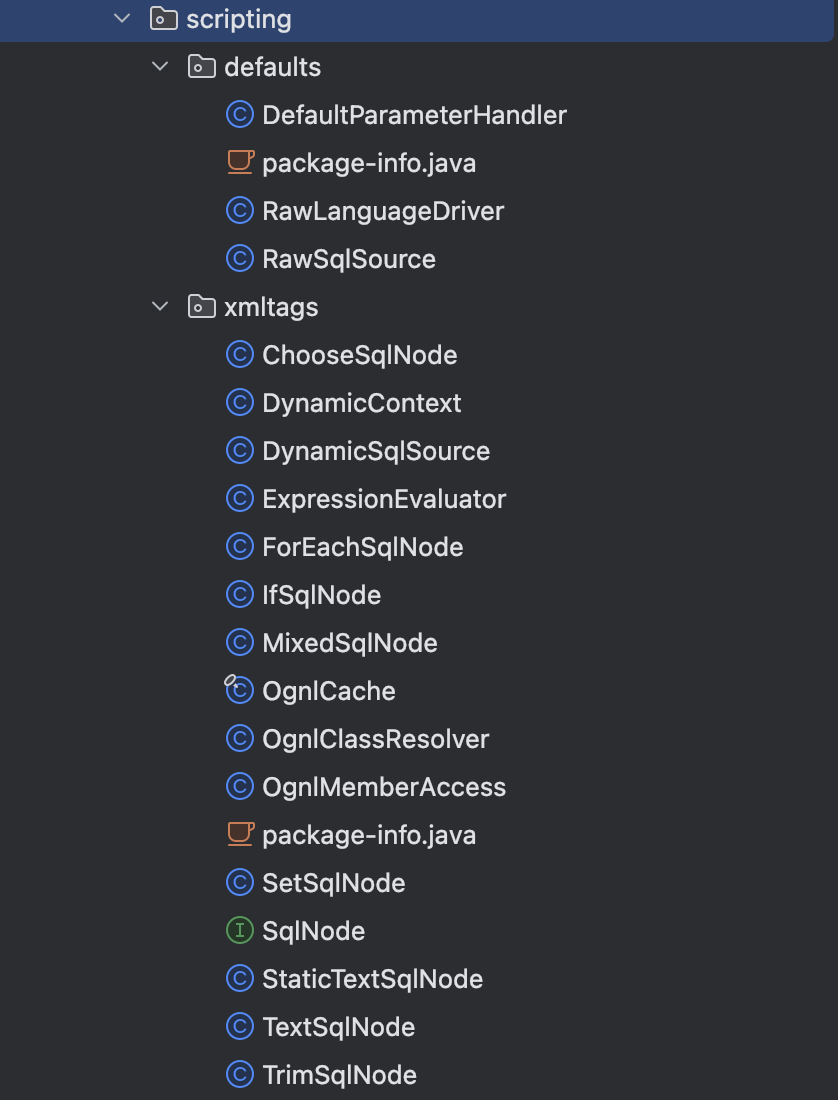 scripting
defaults
DefaultParameterHandler
package-info.java
RawLanguageDriver
RawSqlSource
xmltags
ChooseSqlNode
DynamicContext
DynamicSqlSource
ExpressionEvaluator
ForEachSqlNode
IfSqlNode
MixedSqlNode
OgnlCache
OgnlClassResolver
OgnlMemberAccess
package-info.java
SetSqlNode
SqlNode
StaticTextSqlNode
TextSqlNode
TrimSqlNode